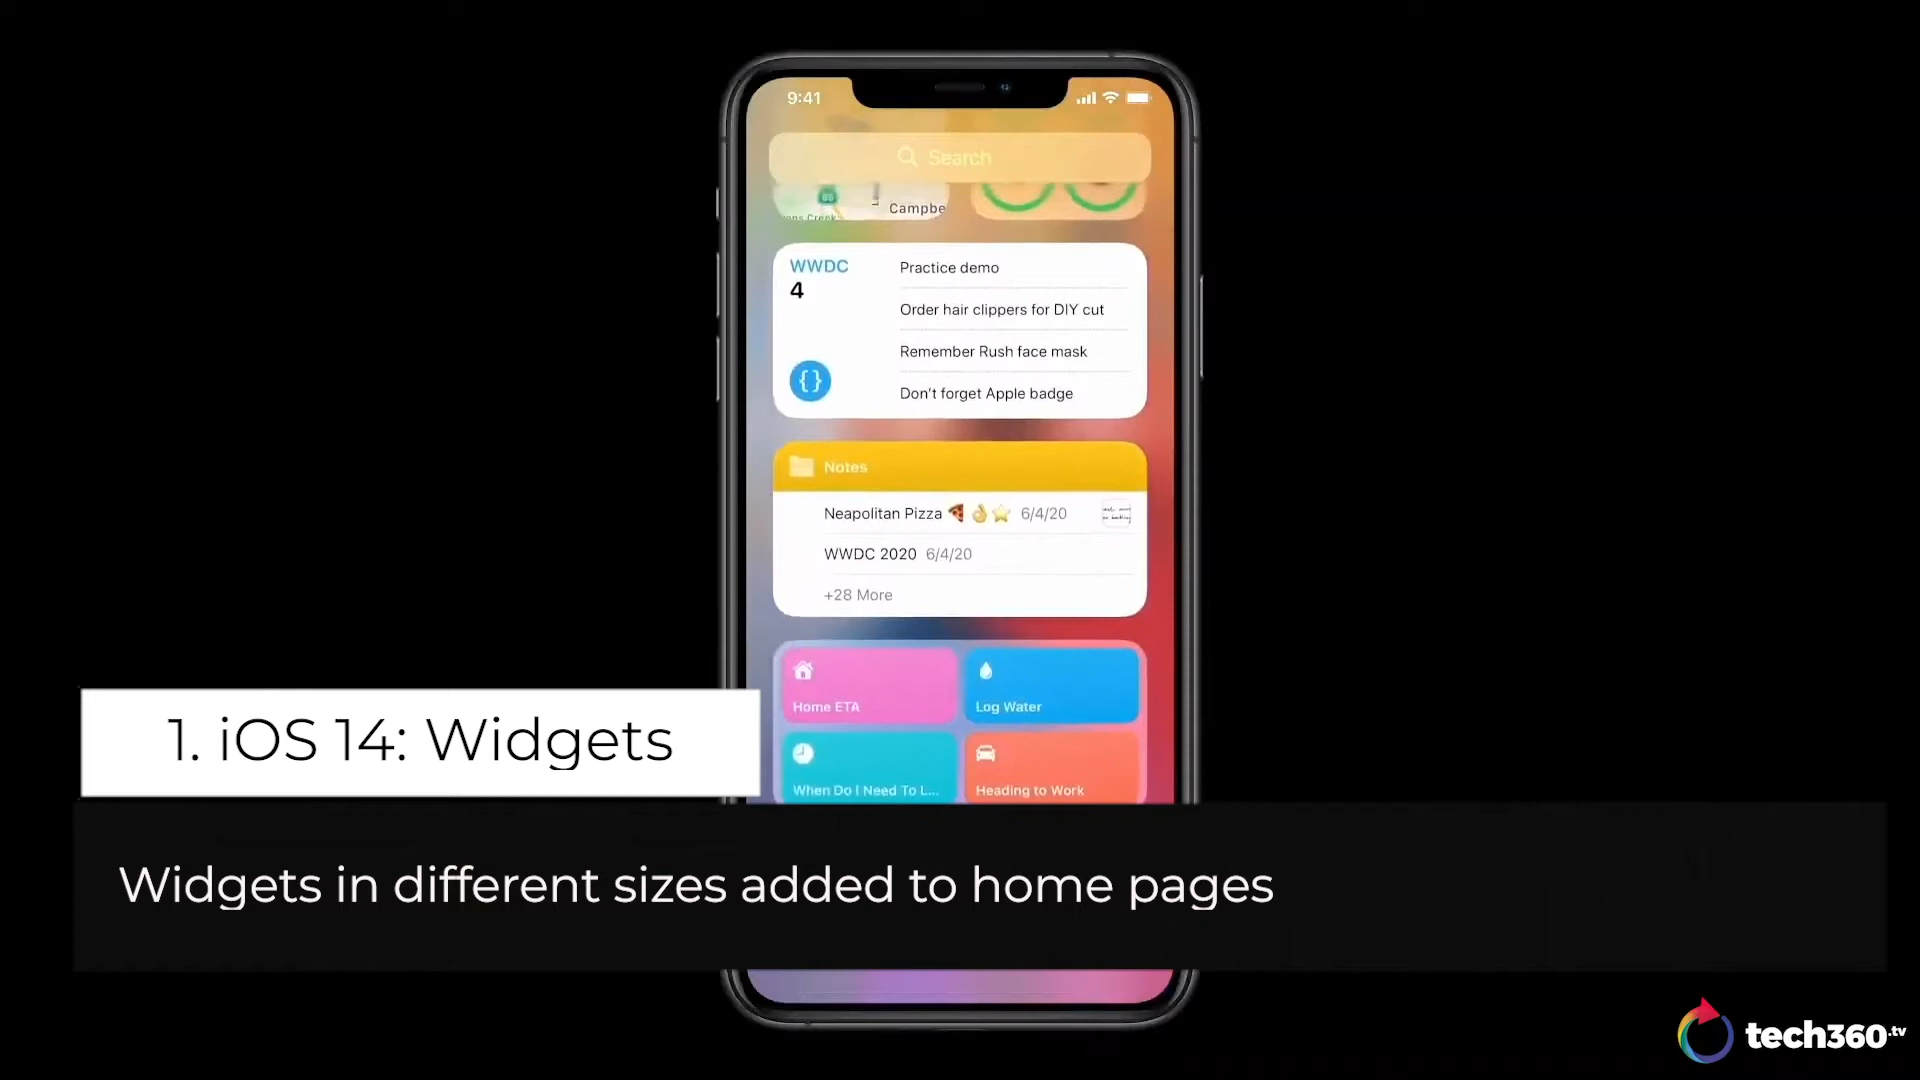 9:41
Search
Campbe
WWDC
4
Practice demo
Order hair clippers for DIY cut
Remember Rush face mask
Don't forget Apple badge
Notes
Neapolitan Pizza 🍕👌⭐ 6/4/20
WWDC 2020 6/4/20
+28 More
Home ETA
Log Water
When Do I Need To L...
Heading to Work
1. iOS 14: Widgets
Widgets in different sizes added to home pages
tech360.tv